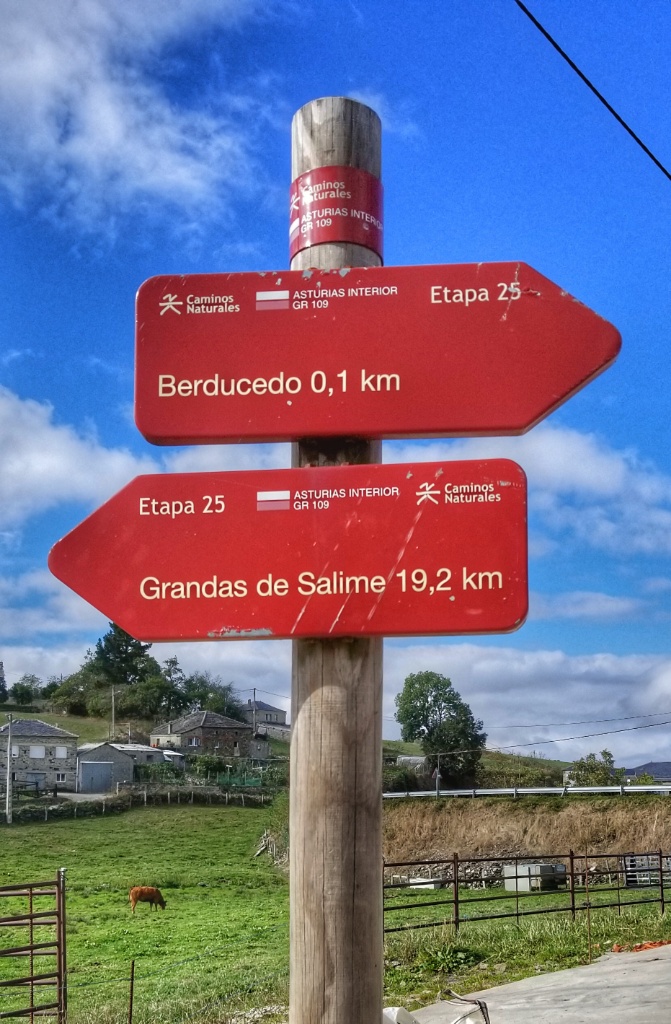 Caminos
Naturales
ASTURIAS INTERIOR
GR 109
Caminos
Naturales
ASTURIAS INTERIOR
GR 109
Etapa 25
Berducedo 0,1 km
Etapa 25
ASTURIAS INTERIOR
GR 109
Caminos
Naturales
Grandas de Salime 19,2 km